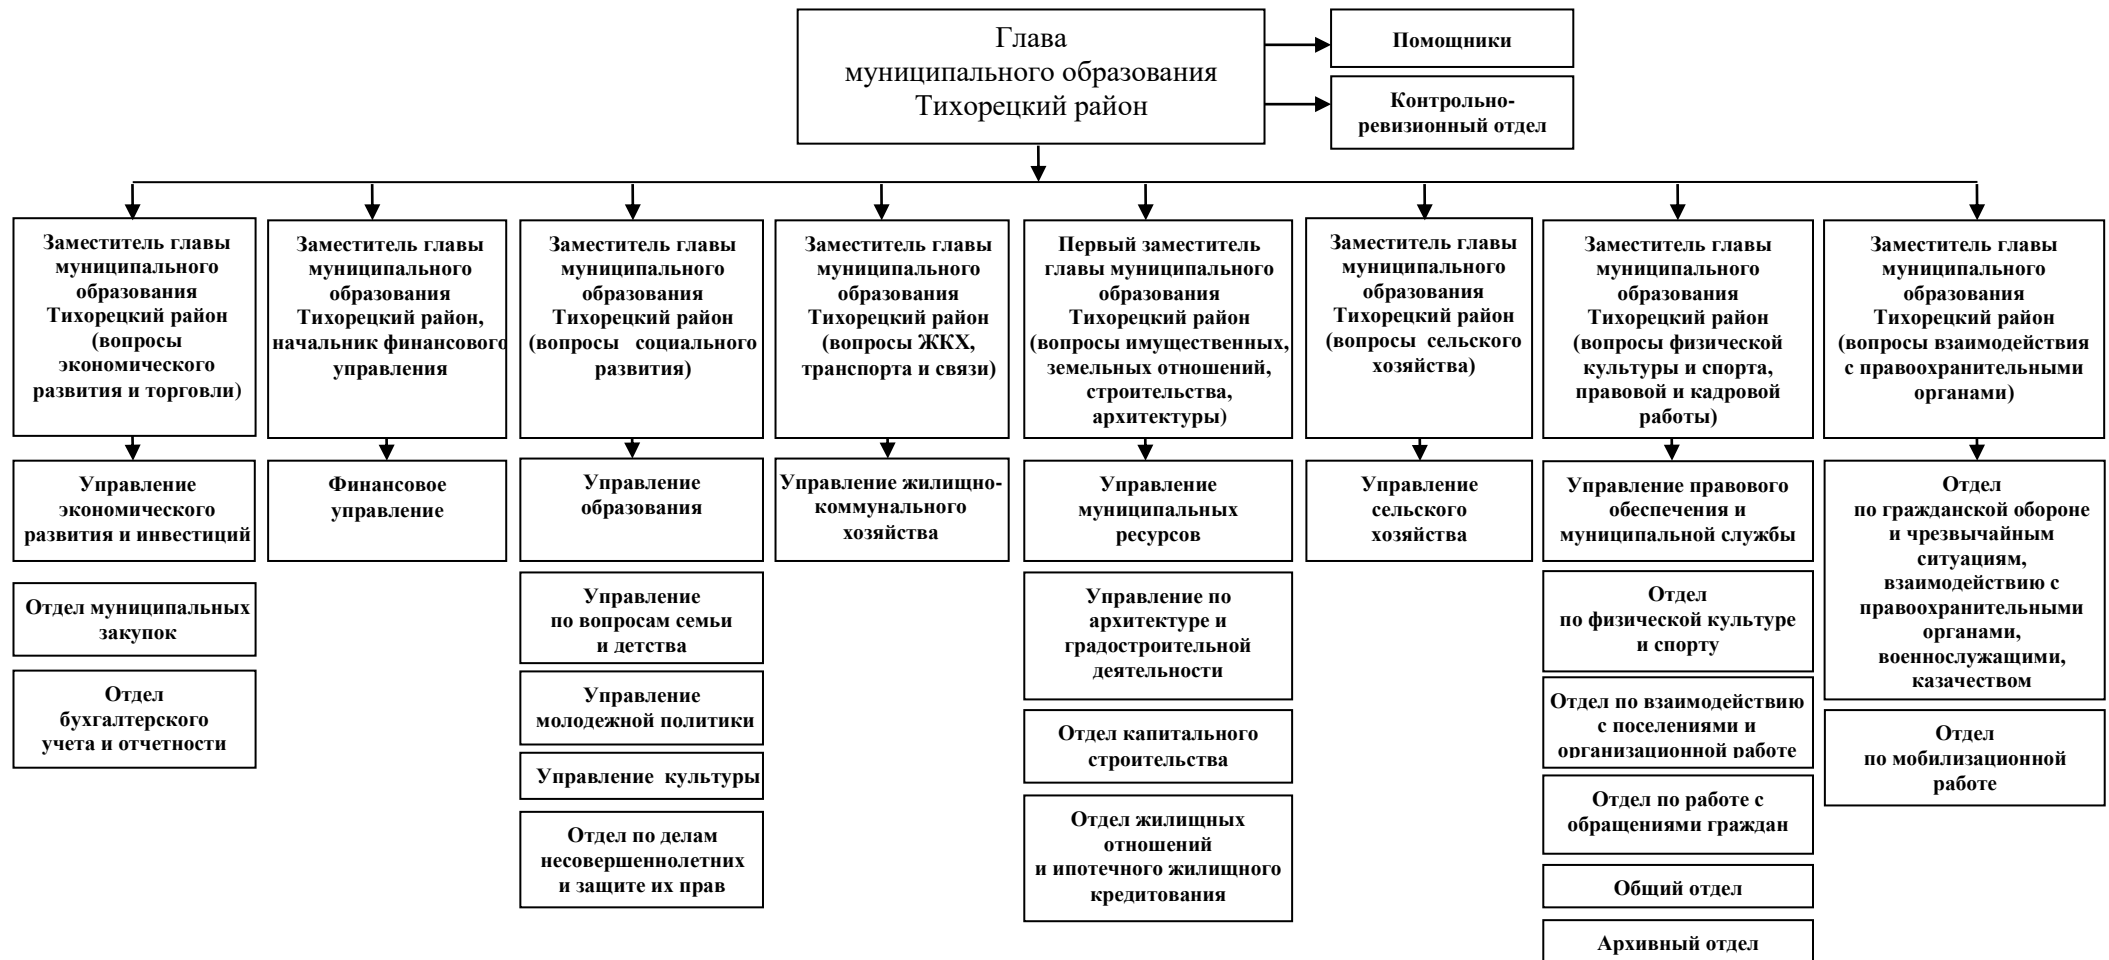 Глава
муниципального образования
Тихорецкий район
Помощники
Контрольно-
ревизионный отдел
Заместитель главы
муниципального
образования
Тихорецкий район
(вопросы
экономического
развития и торговли)
Заместитель главы
муниципального
образования
Тихорецкий район,
начальник финансового
управления
Заместитель главы
муниципального
образования
Тихорецкий район
(вопросы социального
развития)
Заместитель главы
муниципального
образования
Тихорецкий район
(вопросы ЖКХ,
транспорта и связи)
Первый заместитель
главы муниципального
образования
Тихорецкий район
(вопросы имущественных,
земельных отношений,
строительства,
архитектуры)
Заместитель главы
муниципального
образования
Тихорецкий район
(вопросы сельского
хозяйства)
Заместитель главы
муниципального
образования
Тихорецкий район
(вопросы физической
культуры и спорта,
правовой и кадровой
работы)
Заместитель главы
муниципального
образования
Тихорецкий район
(вопросы взаимодействия
с правоохранительными
органами)
Управление
экономического
развития и инвестиций
Финансовое
управление
Управление
образования
Управление жилищно-
коммунального
хозяйства
Управление
муниципальных
ресурсов
Управление
сельского
хозяйства
Управление правового
обеспечения и
муниципальной службы
Отдел
по гражданской обороне
и чрезвычайным
ситуациям,
взаимодействию с
правоохранительными
органами,
военнослужащими,
казачеством
Отдел муниципальных
закупок
Управление
по вопросам семьи
и детства
Управление по
архитектуре и
градостроительной
деятельности
Отдел
по физической культуре
и спорту
Отдел
бухгалтерского
учета и отчетности
Управление
молодежной политики
Отдел капитального
строительства
Отдел по взаимодействию
с поселениями и
организационной работе
Отдел
по мобилизационной
работе
Управление культуры
Отдел по делам
несовершеннолетних
и защите их прав
Отдел жилищных
отношений
и ипотечного жилищного
кредитования
Отдел по работе с
обращениями граждан
Общий отдел
Архивный отдел